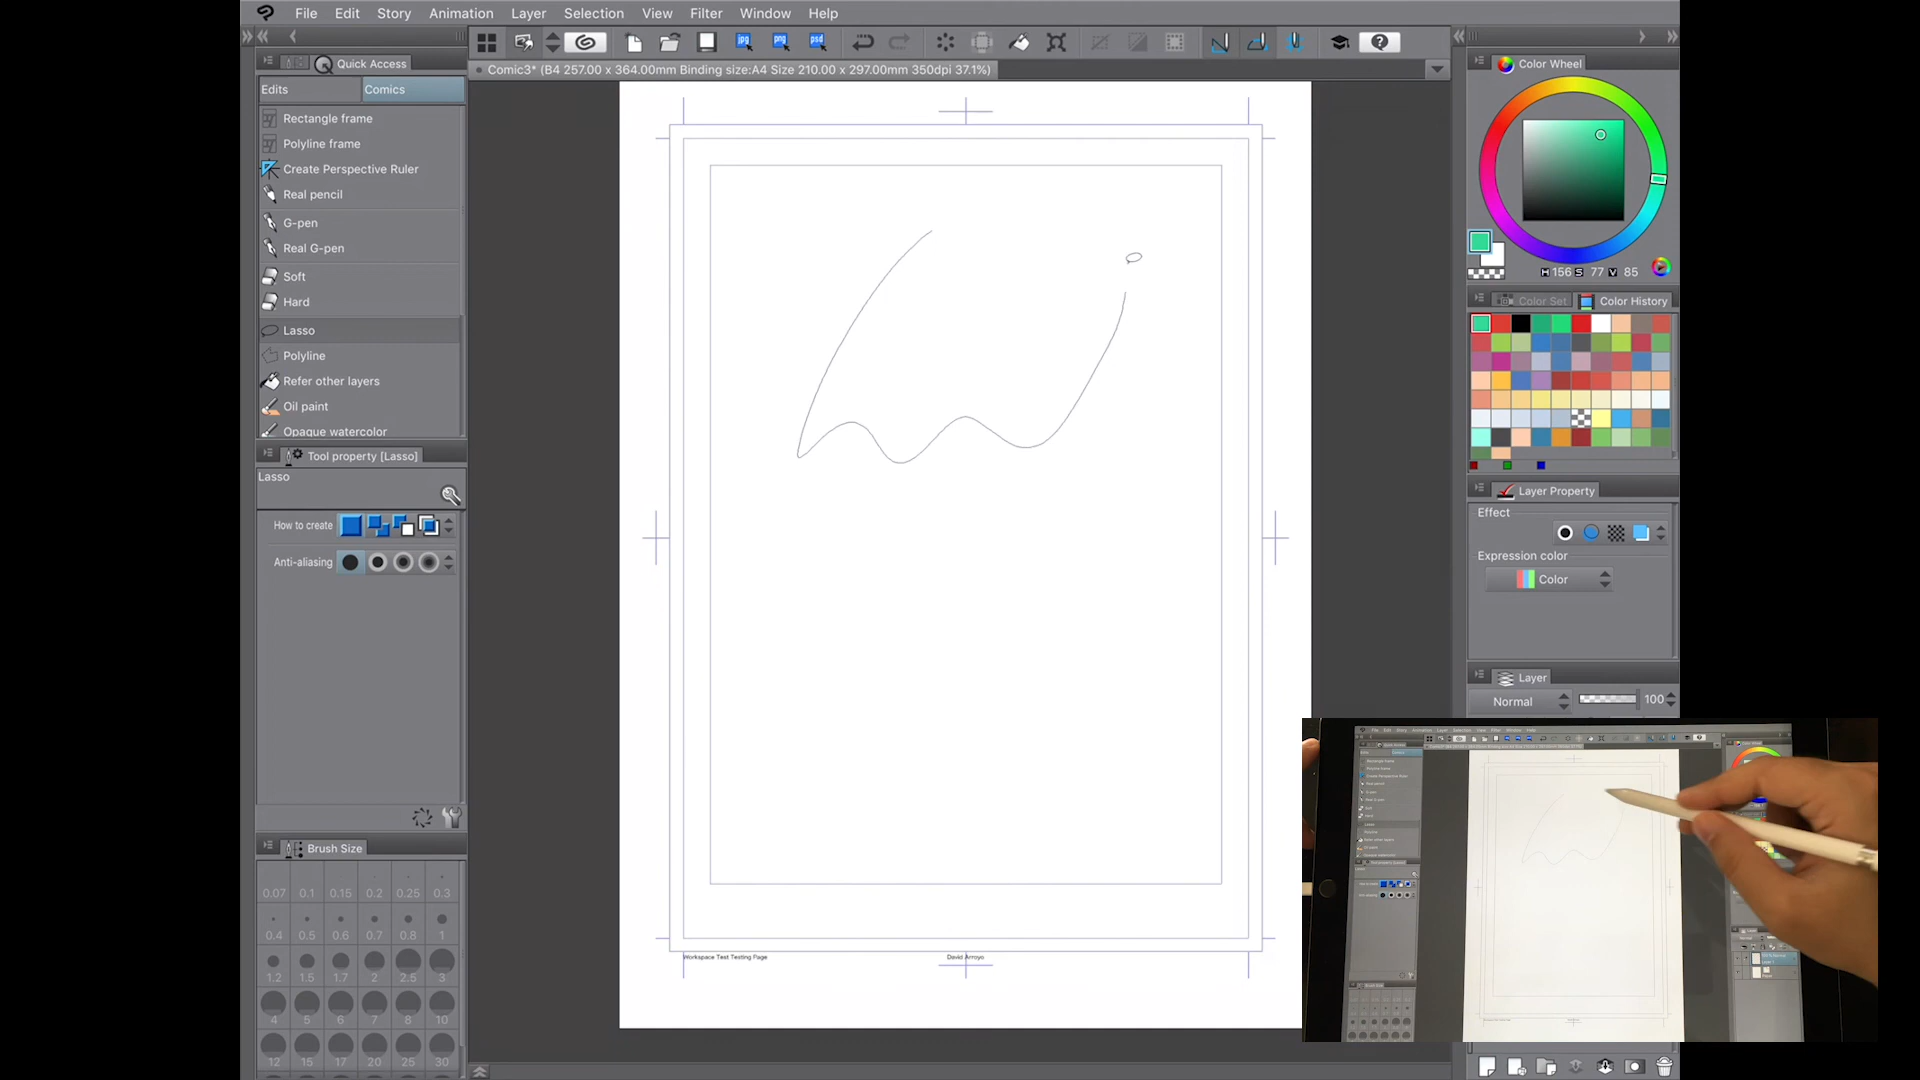 File Edit Story Animation Layer Selection View Filter Window Help
Quick Access
Edits Comics
Rectangle frame
Polyline frame
Create Perspective Ruler
Real pencil
G-pen
Real G-pen
Soft
Hard
Lasso
Polyline
Refer other layers
Oil paint
Opaque watercolor
Tool property [Lasso]
Lasso
How to create
Anti-aliasing
Brush Size
0.07 0.1 0.15 0.2 0.25 0.3
0.4 0.5 0.6 0.7 0.8 1
1.2 1.5 1.7 2 2.5 3
4 5 6 7 8 10
12 15 17 20 25 30
jpg png psd
Comic3* (B4 257.00 x 364.00mm Binding size:A4 Size 210.00 x 297.00mm 350dpi 37.1%)
Workspace Test Testing Page David Arroyo
Color Wheel
H 156 S 77 V 85
Color Set Color History
Layer Property
Effect
Expression color
Color
Layer
Normal 100